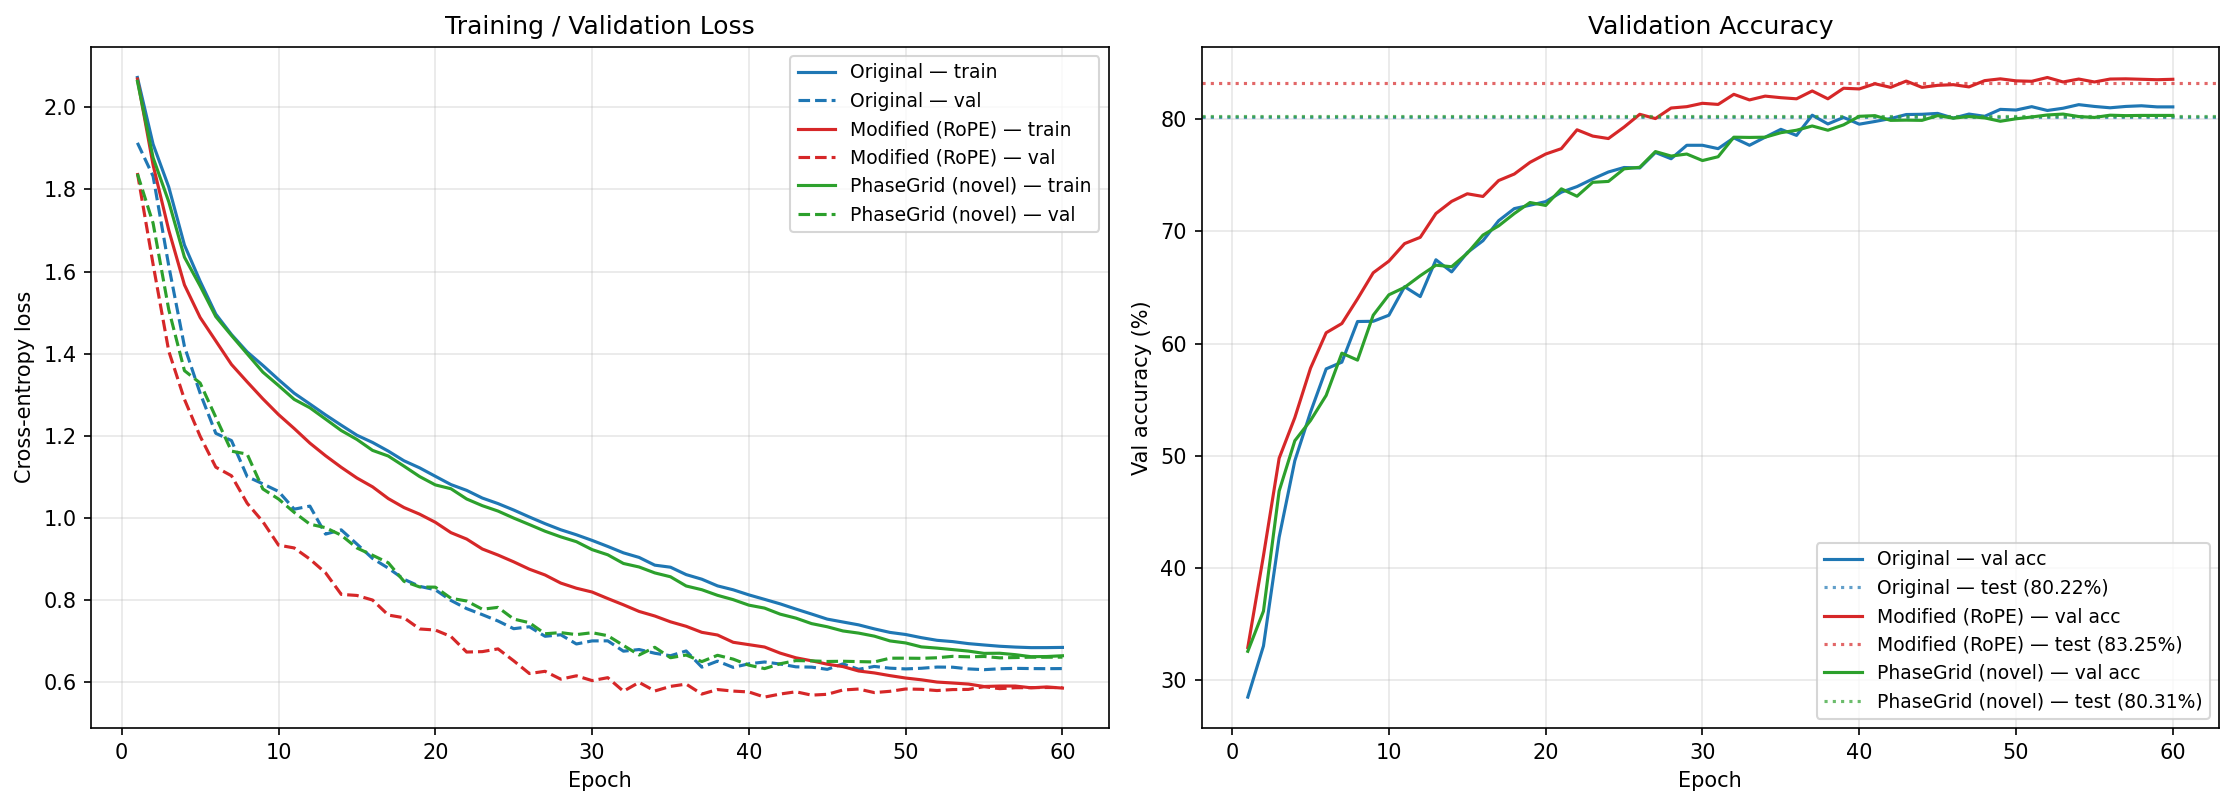 Training / Validation Loss
Cross-entropy loss
2.0
1.8
1.6
1.4
1.2
1.0
0.8
0.6
0
10
20
30
40
50
60
Epoch
Original — train
Original — val
Modified (RoPE) — train
Modified (RoPE) — val
PhaseGrid (novel) — train
PhaseGrid (novel) — val
Validation Accuracy
Val accuracy (%)
80
70
60
50
40
30
0
10
20
30
40
50
60
Epoch
Original — val acc
Original — test (80.22%)
Modified (RoPE) — val acc
Modified (RoPE) — test (83.25%)
PhaseGrid (novel) — val acc
PhaseGrid (novel) — test (80.31%)